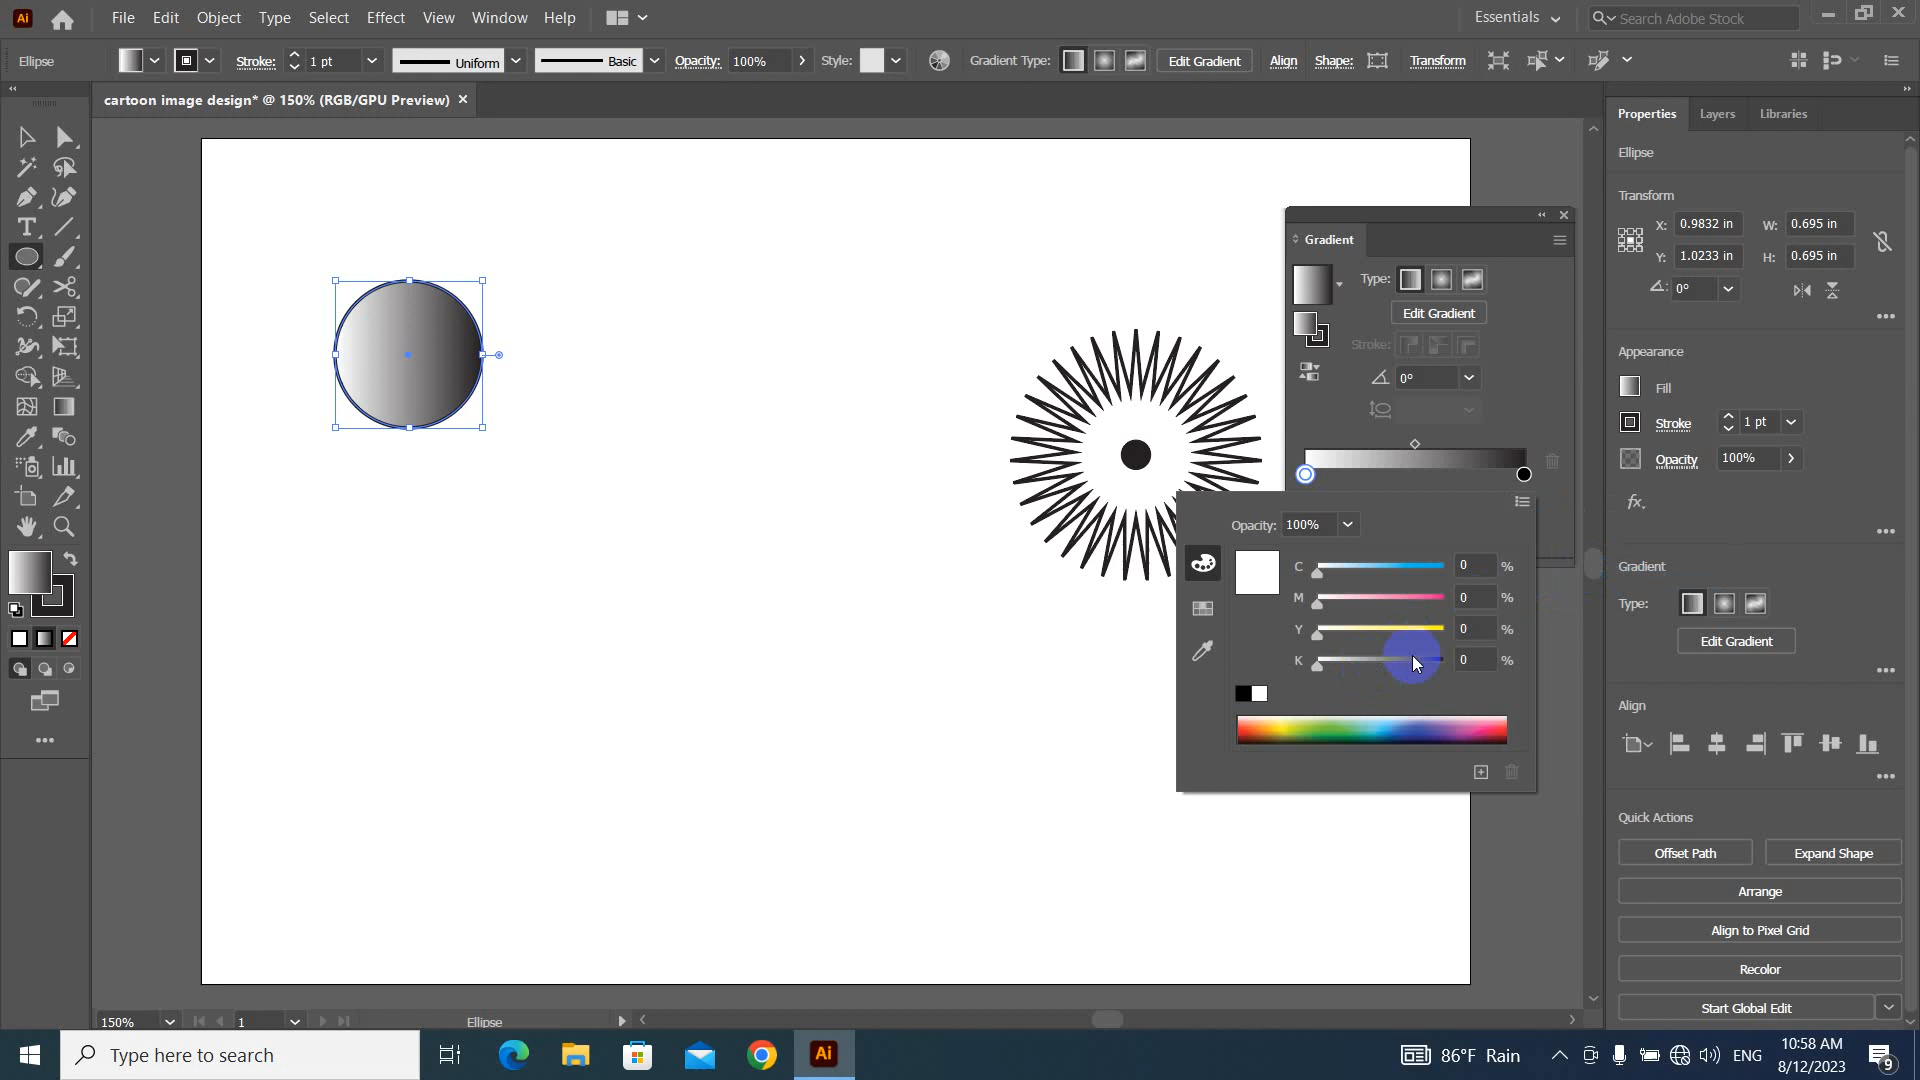 Ai File Edit Object Type Select Effect View Window Help Essentials Search Adobe Stock
Ellipse Stroke: 1 pt Uniform Basic Opacity: 100% Style: Gradient Type: Edit Gradient Align Shape: Transform
cartoon image design* @ 150% (RGB/GPU Preview) ×
Properties Layers Libraries
Ellipse
Transform
X: 0.9832 in W: 0.695 in
Y: 1.0233 in H: 0.695 in
0°
Appearance
Fill
Stroke 1 pt
Opacity 100%
fx.
Gradient
Type:
Edit Gradient
Align
Quick Actions
Offset Path Expand Shape
Arrange
Align to Pixel Grid
Recolor
Start Global Edit
Gradient
Type:
Edit Gradient
Stroke:
0°
Opacity: 100%
C 0 %
M 0 %
Y 0 %
K 0 %
150% 1 Ellipse
Type here to search Ai 86°F Rain ENG 10:58 AM
8/12/2023 9